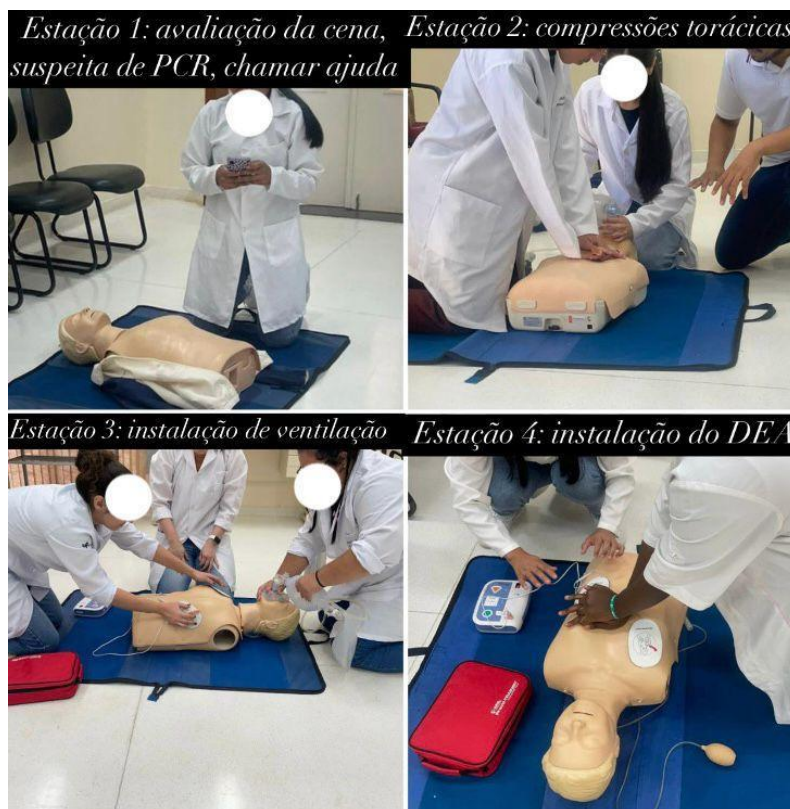 Estação 1: avaliação da cena,
suspeita de PCR, chamar ajuda
Estação 2: compressões torácicas
Estação 3: instalação de ventilação
Estação 4: instalação do DEA